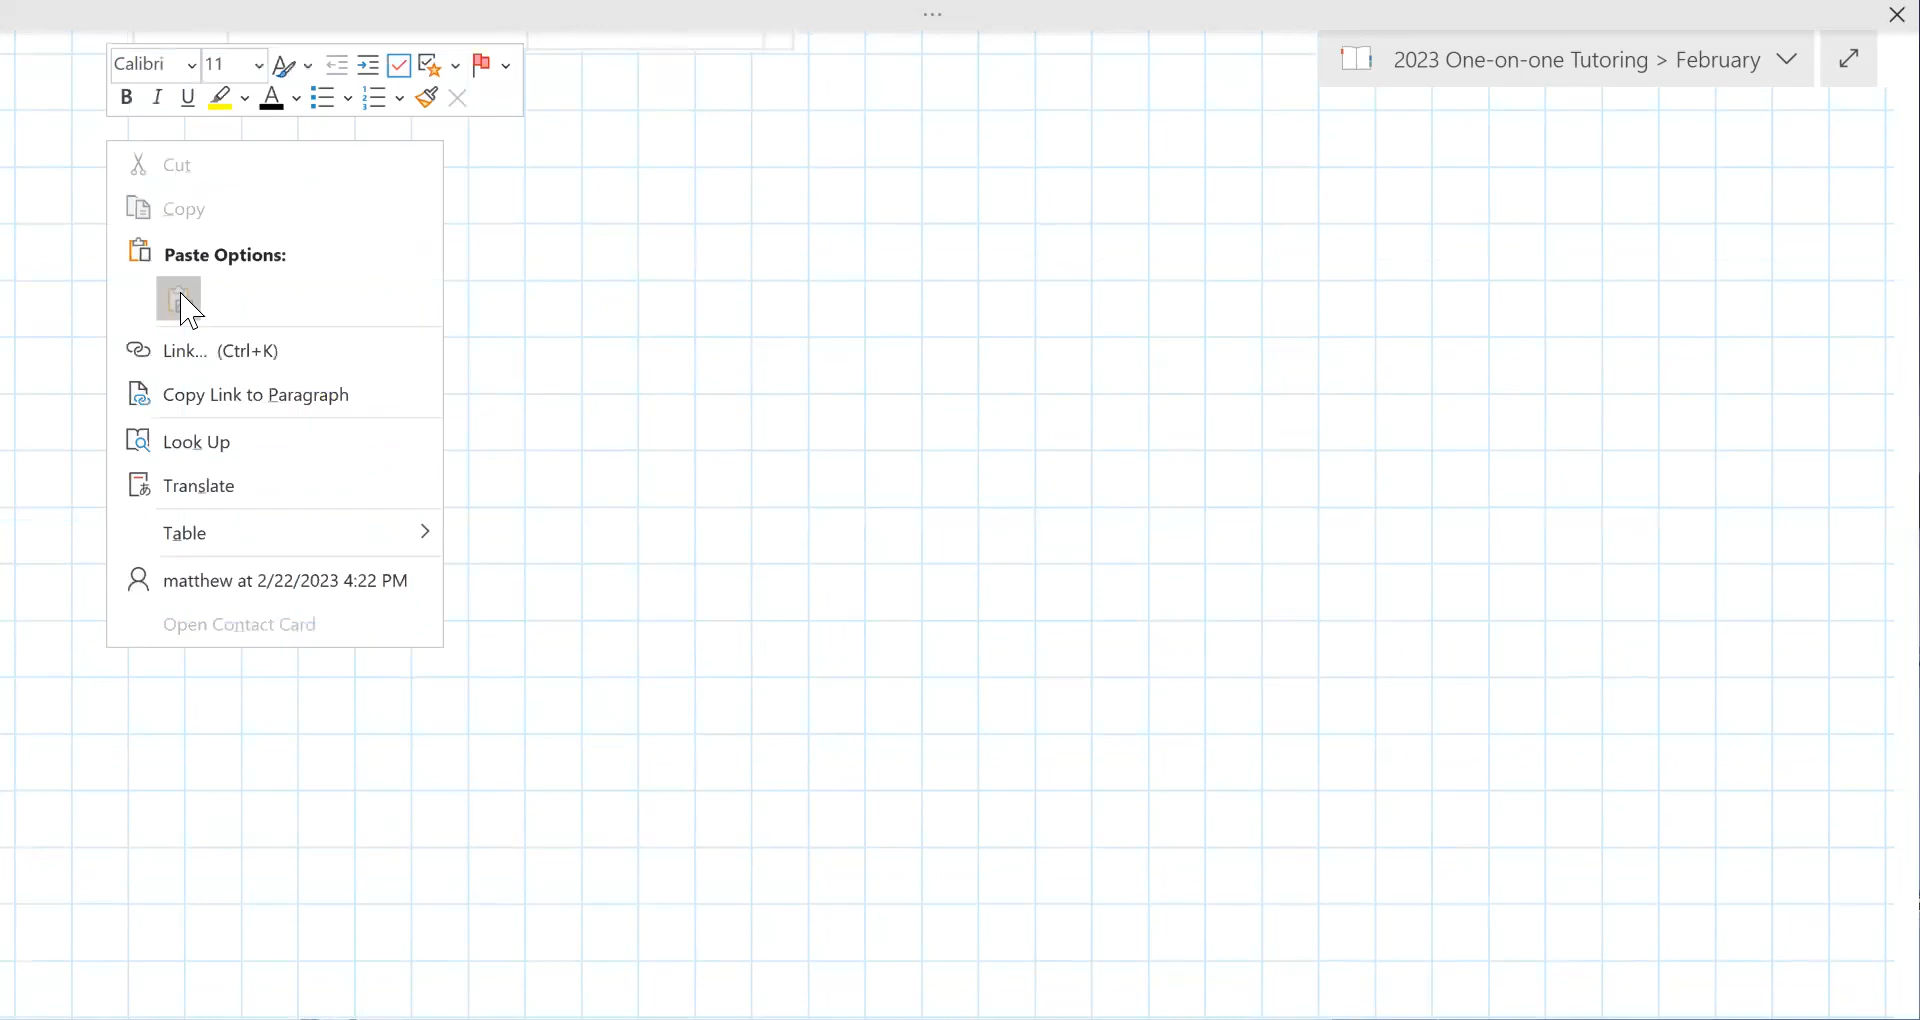 ...
Calibri 11
B I U A
2023 One-on-one Tutoring > February
Cut
Copy
Paste Options:
Link... (Ctrl+K)
Copy Link to Paragraph
Look Up
Translate
Table
matthew at 2/22/2023 4:22 PM
Open Contact Card